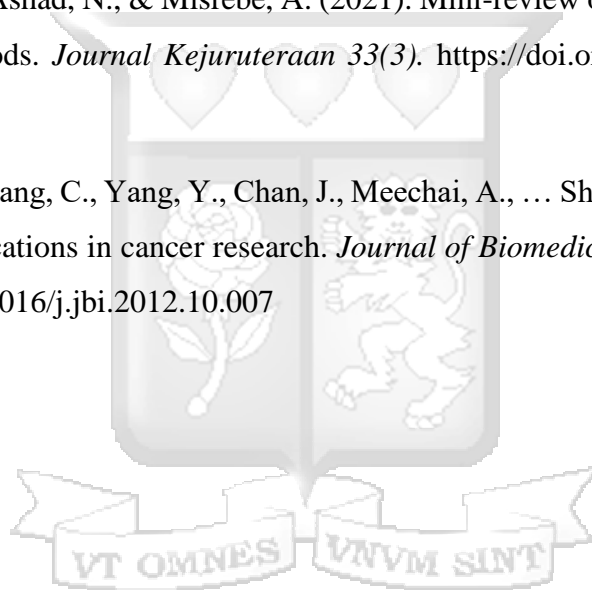 Ashad, N., & Misrebe, A. (2021). Mini-review o
ods. Journal Kejuruteraan 33(3). https://doi.or
ang, C., Yang, Y., Chan, J., Meechai, A., … Sh
cations in cancer research. Journal of Biomedic
016/j.jbi.2012.10.007
VT OMNES VNVM SINT